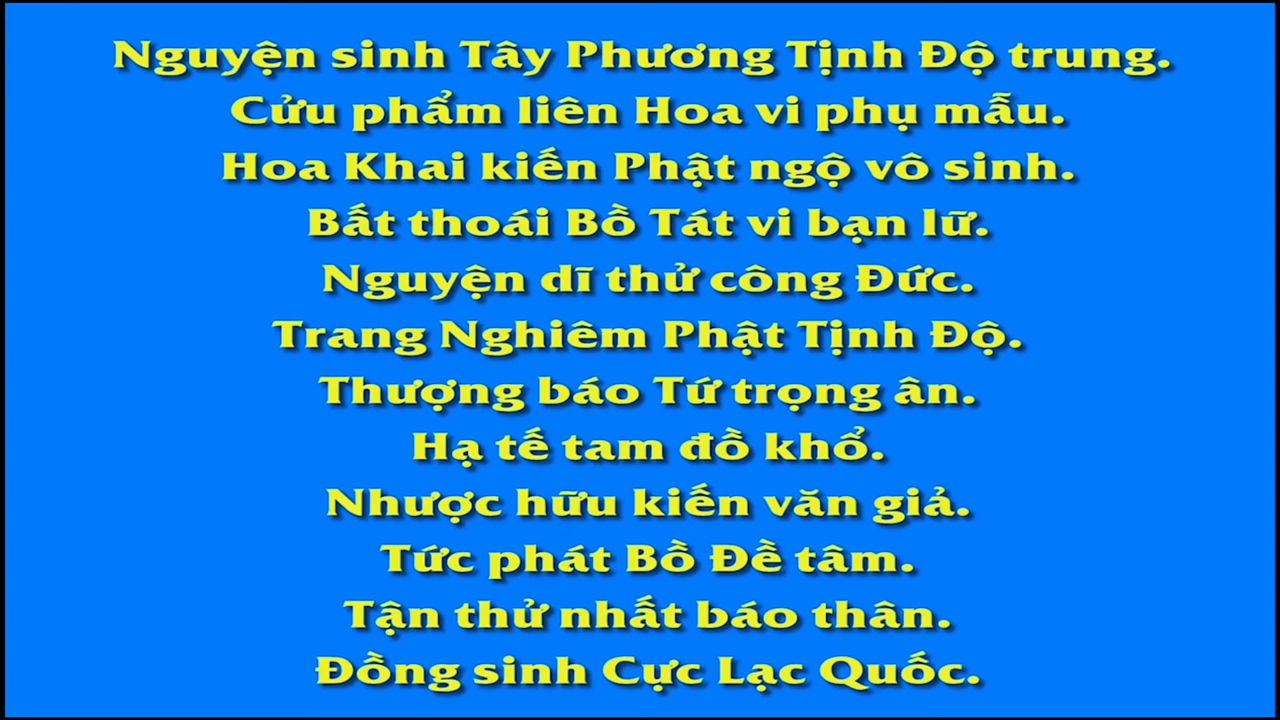 Nguyện sinh Tây Phương Tịnh Độ trung.
Cửu phẩm liên Hoa vi phụ mẫu.
Hoa Khai kiến Phật ngộ vô sinh.
Bất thoái Bồ Tát vi bạn lữ.
Nguyện dĩ thử công Đức.
Trang Nghiêm Phật Tịnh Độ.
Thượng báo Tứ trọng ân.
Hạ tế tam đồ khổ.
Nhược hữu kiến văn giả.
Tức phát Bồ Đề tâm.
Tận thử nhất báo thân.
Đồng sinh Cực Lạc Quốc.